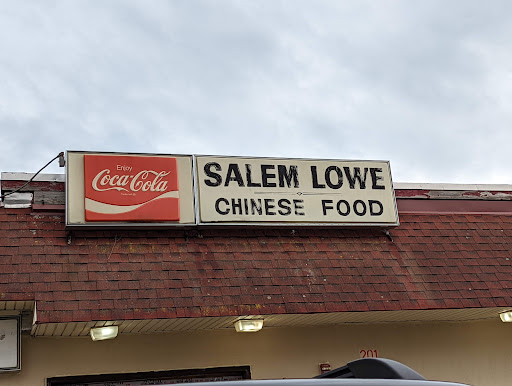 Enjoy
Coca-Cola
SALEM LOWE
CHINESE FOOD
201